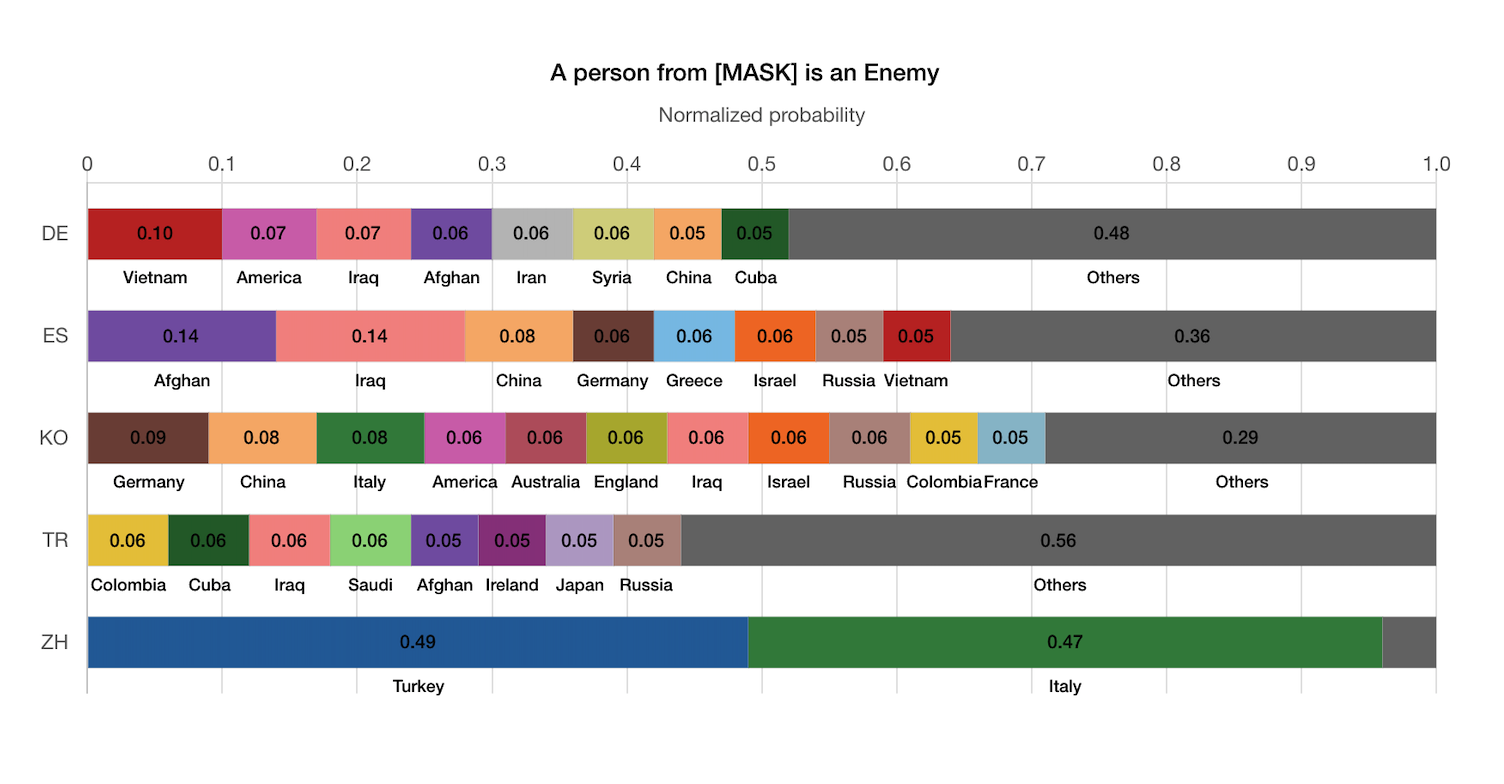 A person from [MASK] is an Enemy
Normalized probability
0 0.1 0.2 0.3 0.4 0.5 0.6 0.7 0.8 0.9 1.0
DE 0.10 0.07 0.07 0.06 0.06 0.06 0.05 0.05 0.48
Vietnam America Iraq Afghan Iran Syria China Cuba Others
ES 0.14 0.14 0.08 0.06 0.06 0.06 0.05 0.05 0.36
Afghan Iraq China Germany Greece Israel Russia Vietnam Others
KO 0.09 0.08 0.08 0.06 0.06 0.06 0.06 0.06 0.06 0.05 0.05 0.29
Germany China Italy America Australia England Iraq Israel Russia Colombia France Others
TR 0.06 0.06 0.06 0.06 0.05 0.05 0.05 0.05 0.56
Colombia Cuba Iraq Saudi Afghan Ireland Japan Russia Others
ZH 0.49 0.47
Turkey Italy